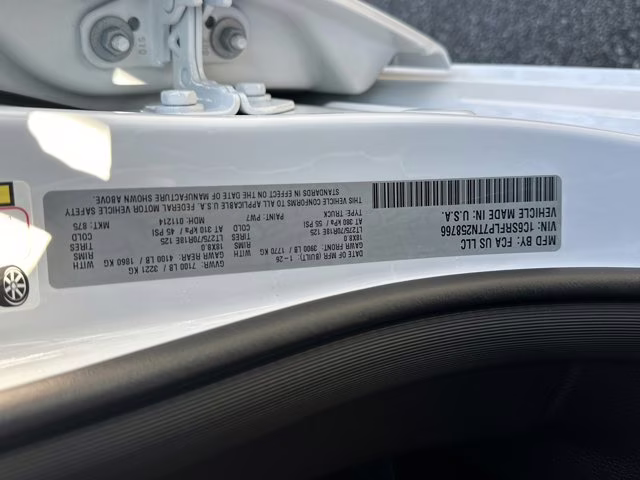 MFD. BY: FCA US LLC
VIN: 1C6SRFLP7TN258766
VEHICLE MADE IN U.S.A.
DATE OF MFR (BUILT): 1-26
GVWR: 7100 LB / 3221 KG
GAWR FRONT: 3900 LB / 1770 KG
WITH LT275/70R18E 125
RIMS 18X8.0
AT 380 kPa / 55 PSI COLD
GAWR REAR: 4100 LB / 1860 KG
WITH LT275/70R18E 125
RIMS 18X8.0
AT 310 kPa / 45 PSI COLD
TYPE TRUCK
PAINT: PW7
MDH: 011214
MKT: 875
THIS VEHICLE CONFORMS TO ALL APPLICABLE U.S.A. FEDERAL MOTOR VEHICLE SAFETY
STANDARDS IN EFFECT ON THE DATE OF MANUFACTURE SHOWN ABOVE.